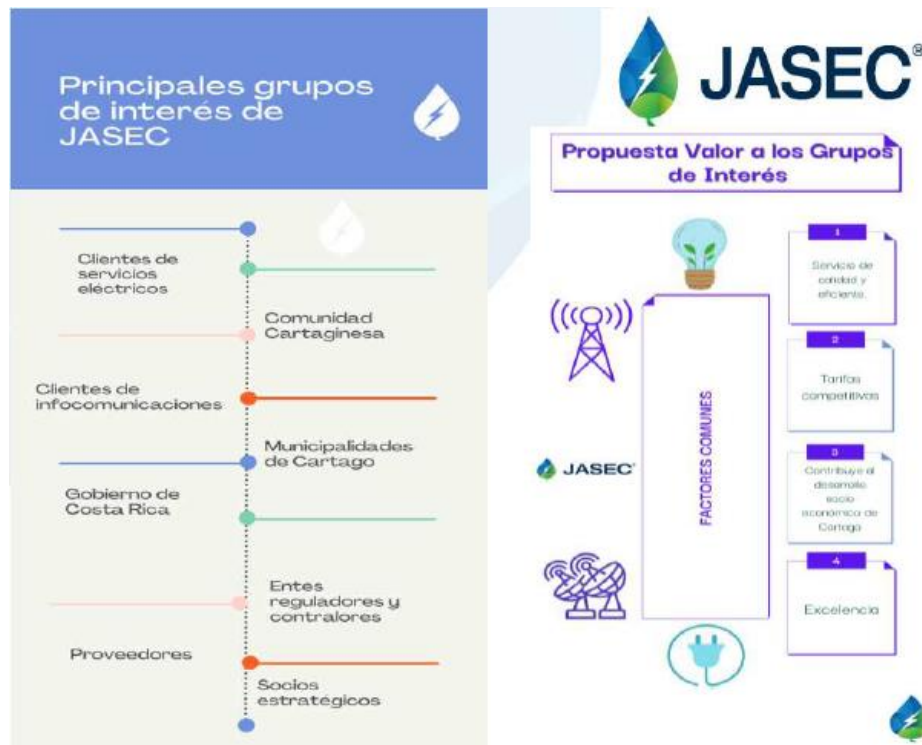 Principales grupos
de interés de
JASEC
Clientes de
servicios
eléctricos
Comunidad
Cartaginesa
Clientes de
infocomunicaciones
Municipalidades
de Cartago
Gobierno de
Costa Rica
Entes
reguladores y
contralores
Proveedores
Socios
estratégicos
JASEC®
Propuesta Valor a los Grupos
de Interés
1
Servicio de
calidad y
eficiente.
2
Tarifas
competitivas
3
Contribuye al
desarrollo
socio
económico de
Cartago
4
Excelencia
FACTORES COMUNES
JASEC